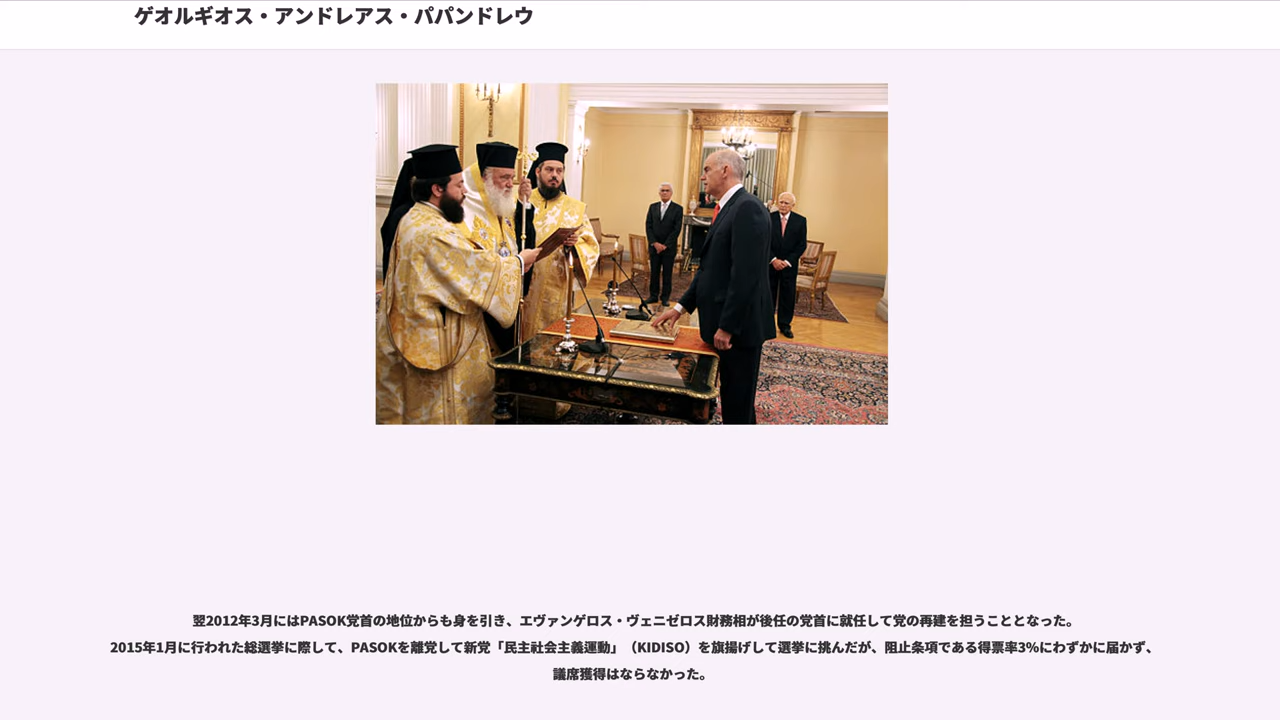 ゲオルギオス・アンドレアス・パパンドレウ
翌2012年3月にはPASOK党首の地位からも身を引き、エヴァンゲロス・ヴェニゼロス財務相が後任の党首に就任して党の再建を担うこととなった。
2015年1月に行われた総選挙に際して、PASOKを離党して新党「民主社会主義運動」（KIDISO）を旗揚げして選挙に挑んだが、阻止条項である得票率3%にわずかに届かず、
議席獲得はならなかった。